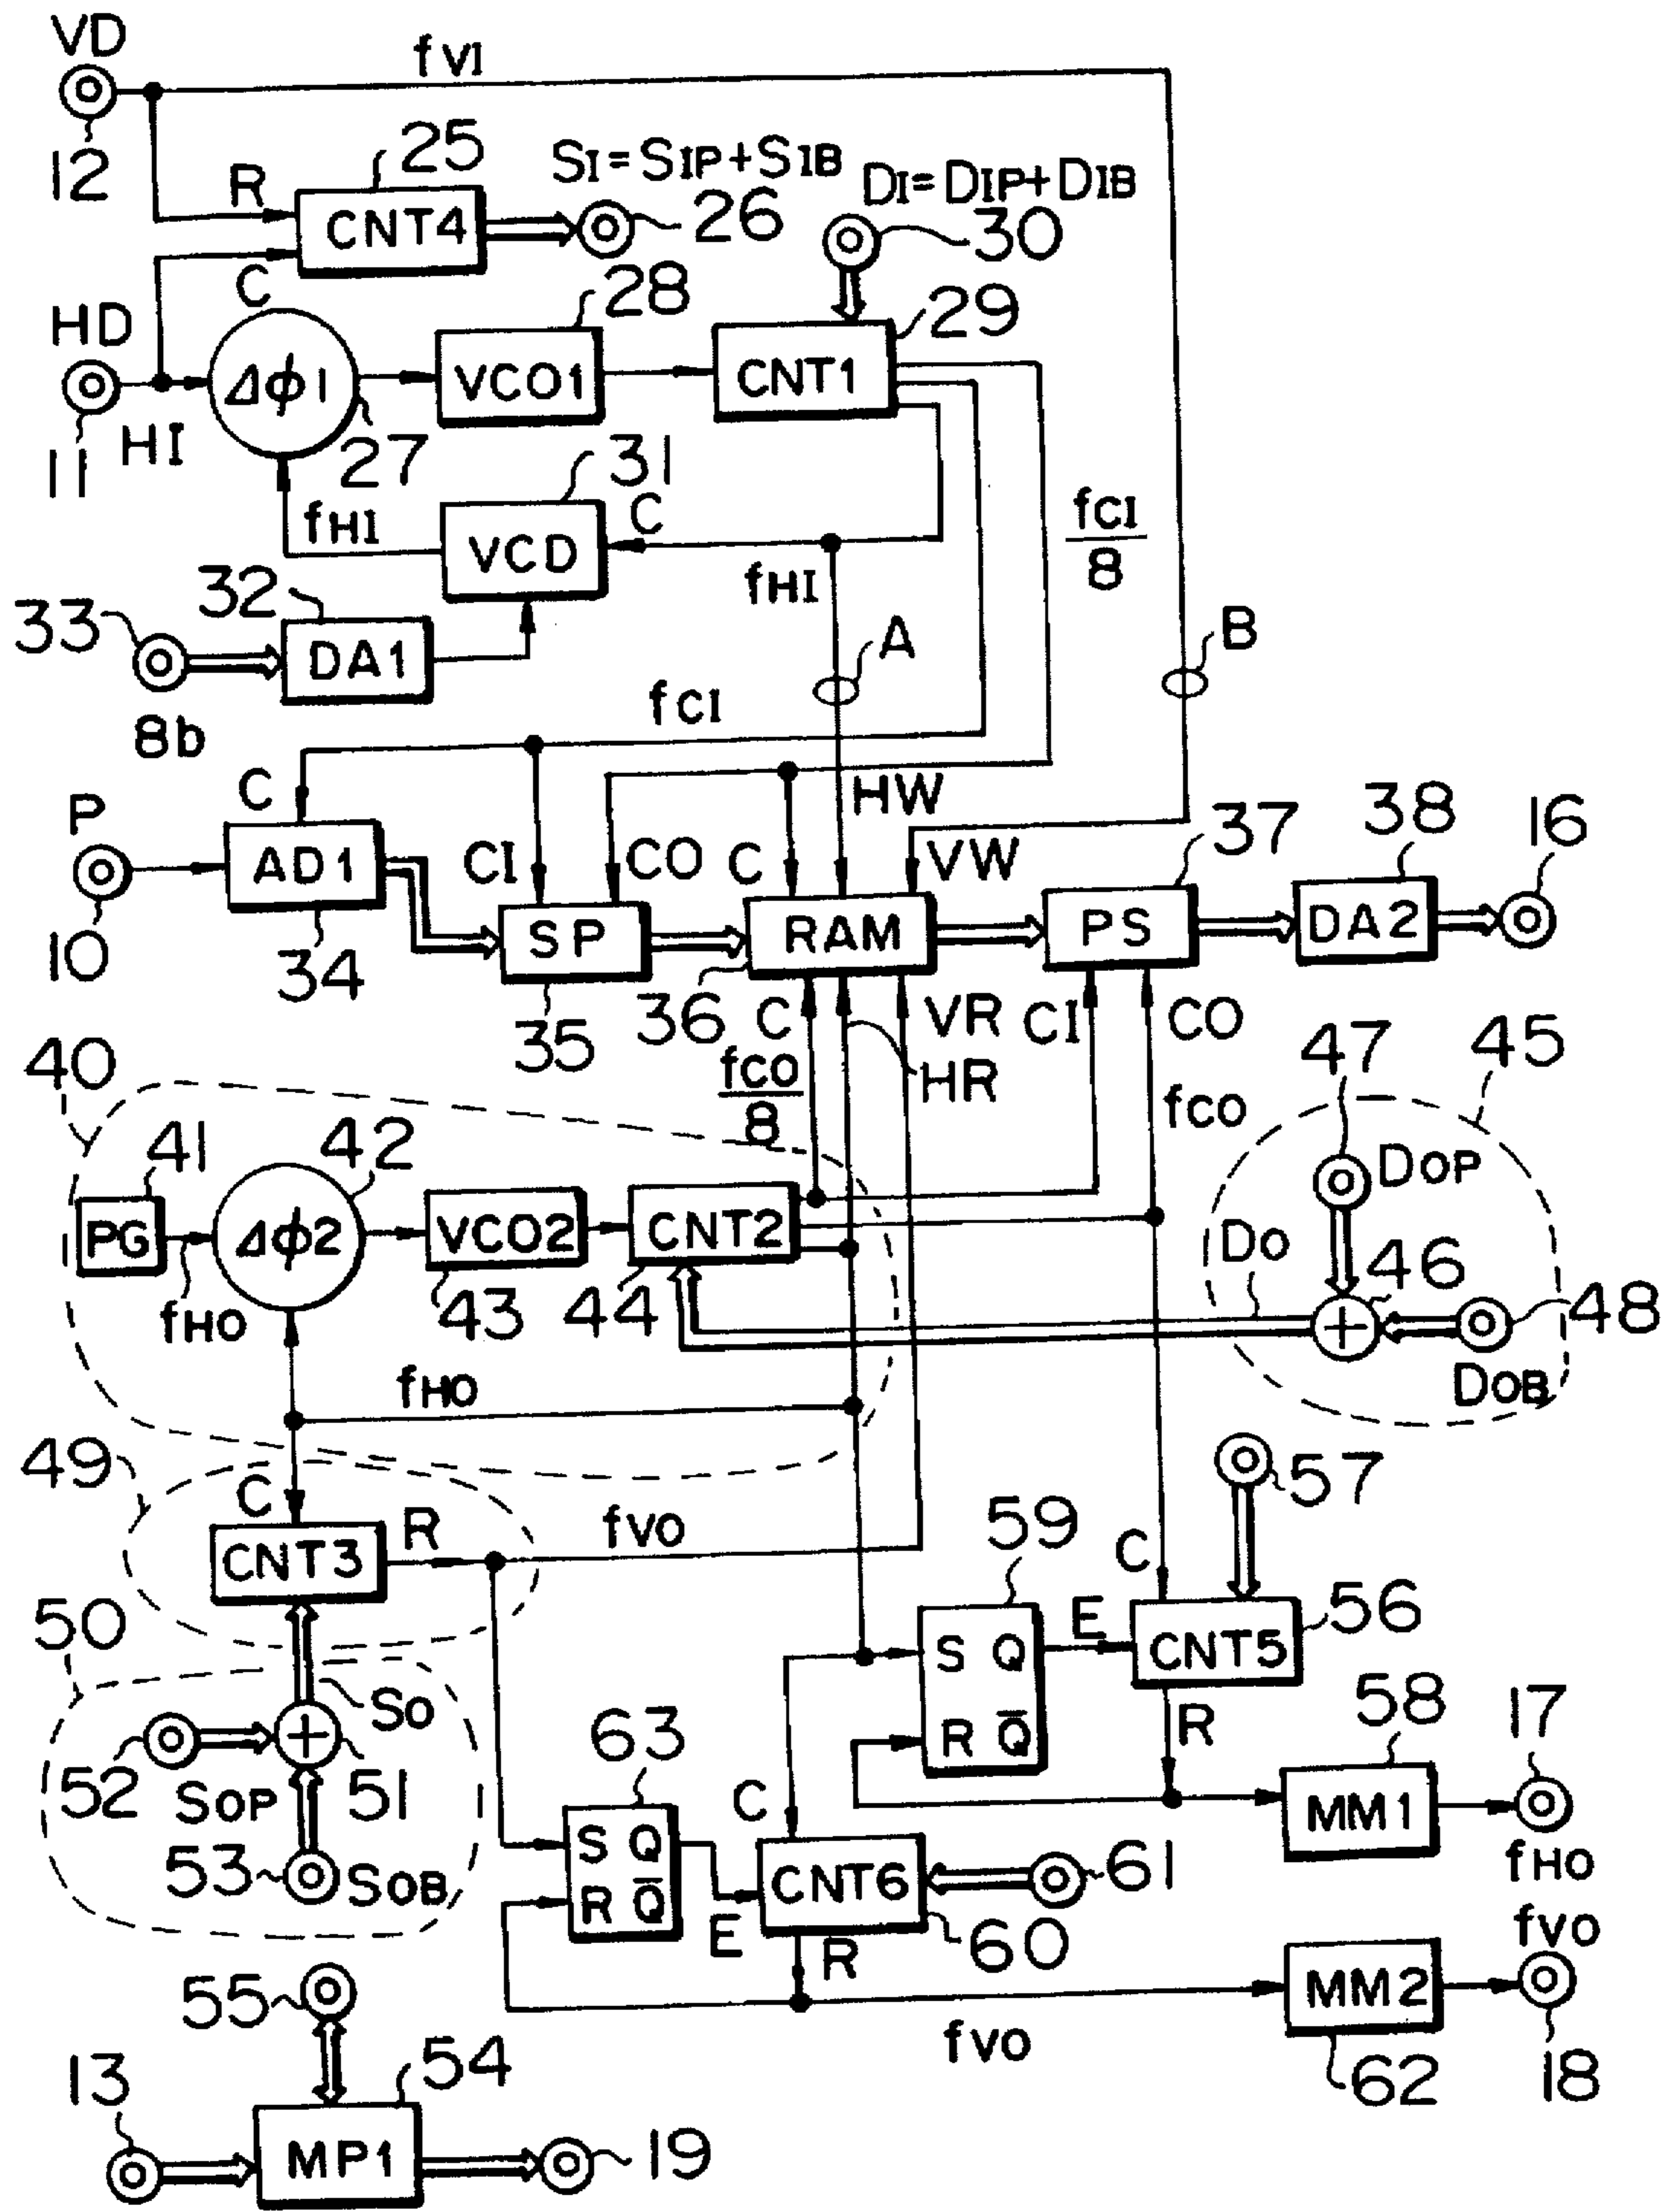 VD
fVI
12
25
SI=SIP+SIB
DI=DIP+DIB
R
CNT4
26
30
C
HD
28
29
Δφ1
VCO1
CNT1
HI
11
27
31
fHI
VCD
C
fHI
fCI/8
32
33
DA1
A
B
8b
fCI
P
C
HW
37
38
16
AD1
CI
CO
C
VW
10
SP
RAM
PS
DA2
34
35
36
C
VR
CI
CO
47
45
40
fCO/8
HR
fCO
41
42
DOP
PG
Δφ2
VCO2
CNT2
DO
46
fHO
43
44
48
fHO
DOB
49
C
57
R
fVO
59
C
CNT3
E
56
50
S Q
CNT5
SO
63
R Q̅
R
58
17
52
SOP
51
C
MM1
53
SOB
S Q
CNT6
61
fHO
R Q̅
E
60
fVO
R
55
MM2
fVO
13
54
62
18
MP1
19